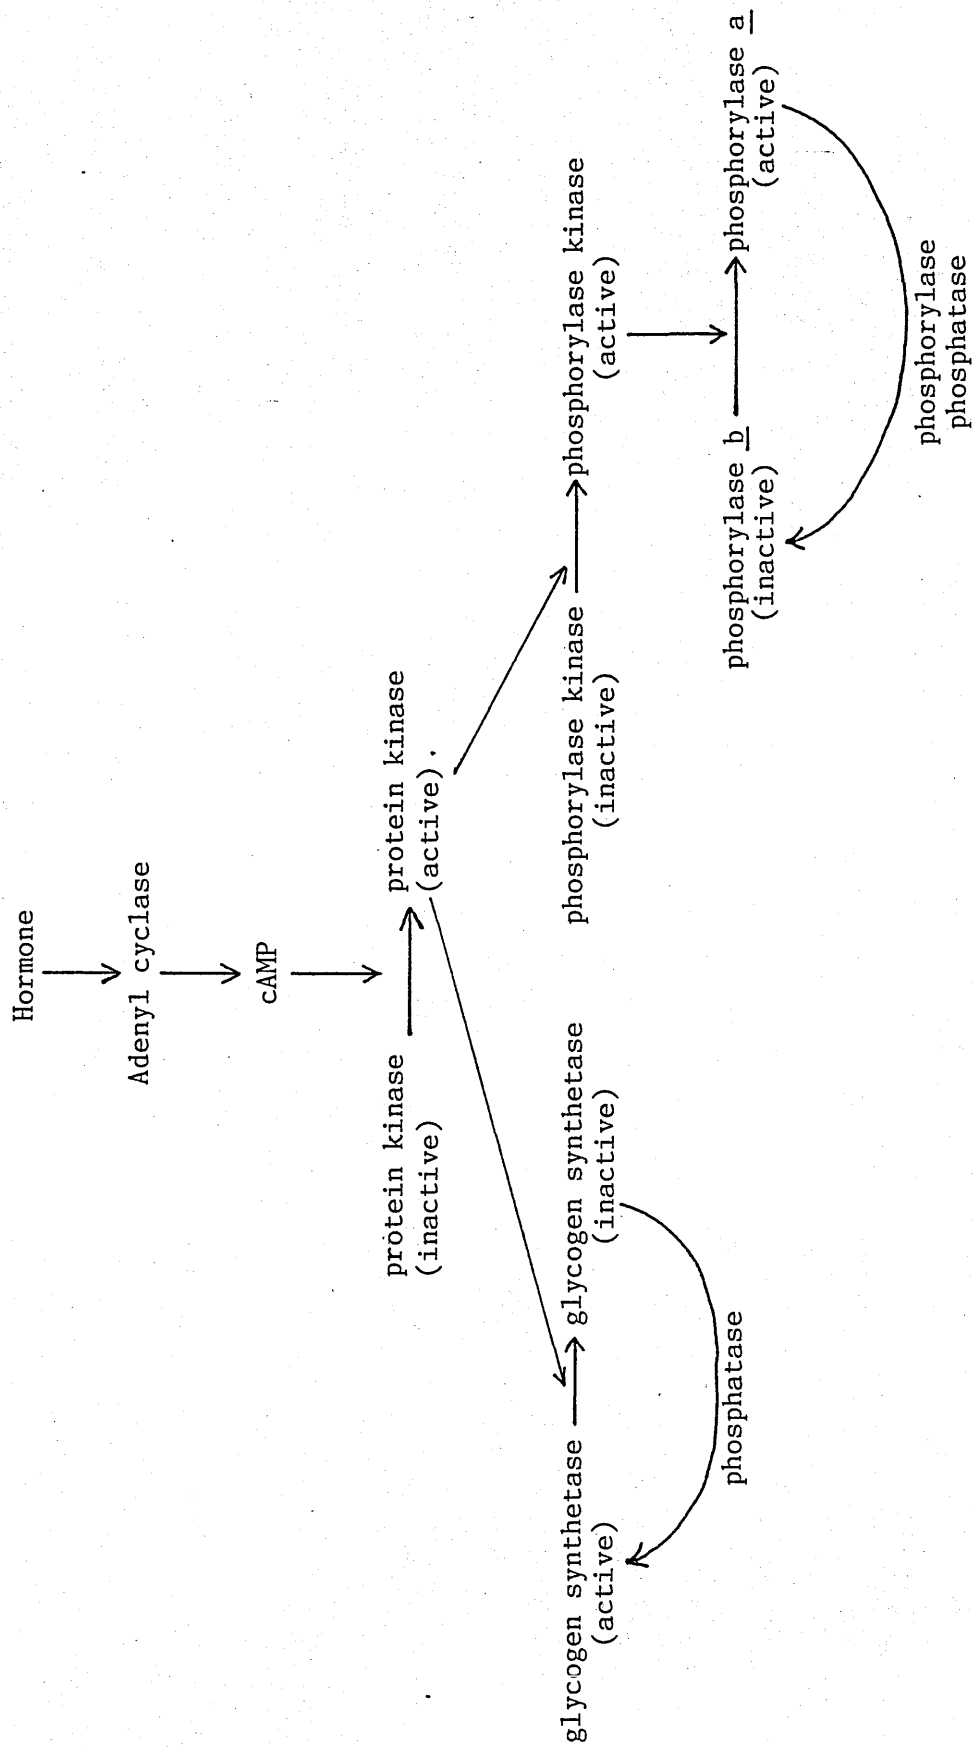 Hormone
Adenyl cyclase
cAMP
protein kinase
(inactive)
protein kinase
(active).
glycogen synthetase
(active)
glycogen synthetase
(inactive)
phosphatase
phosphorylase kinase
(inactive)
phosphorylase kinase
(active)
phosphorylase b
(inactive)
phosphorylase a
(active)
phosphorylase
phosphatase